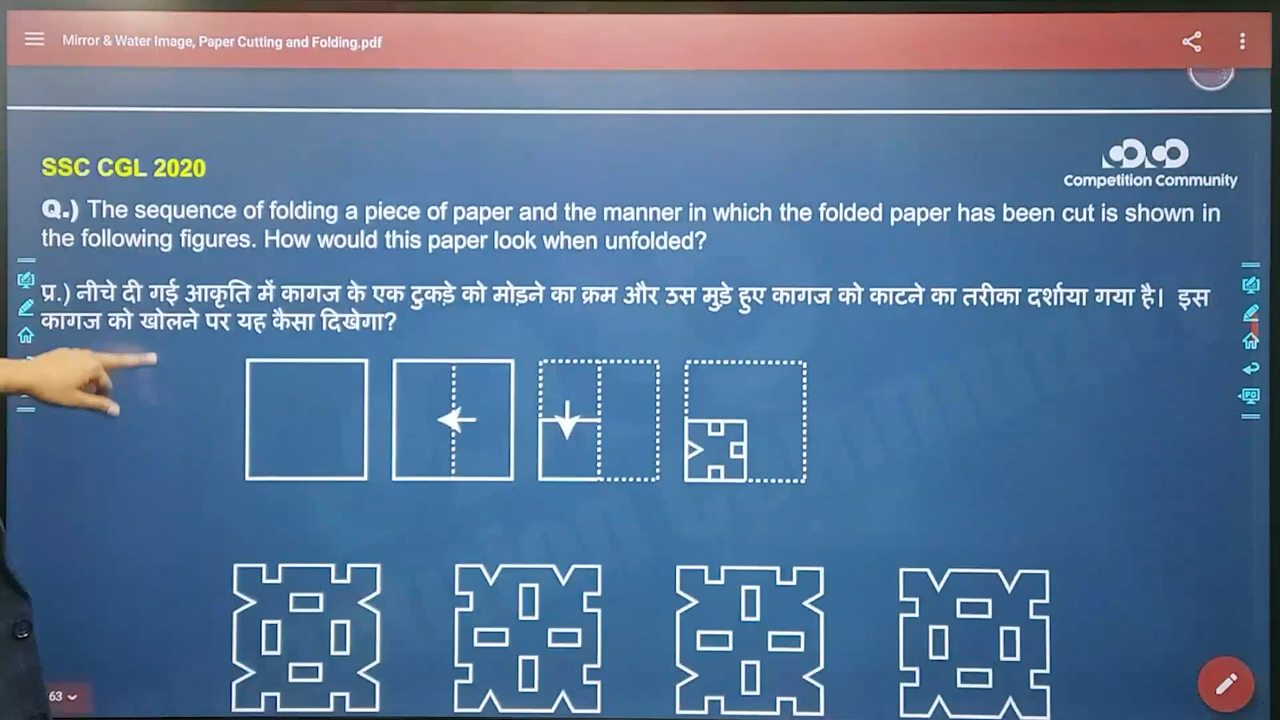 Mirror & Water Image, Paper Cutting and Folding.pdf
SSC CGL 2020
Competition Community
Q.) The sequence of folding a piece of paper and the manner in which the folded paper has been cut is shown in
the following figures. How would this paper look when unfolded?
प्र.) नीचे दी गई आकृति में कागज के एक टुकड़े को मोड़ने का क्रम और उस मुड़े हुए कागज को काटने का तरीका दर्शाया गया है। इस
कागज को खोलने पर यह कैसा दिखेगा?
63